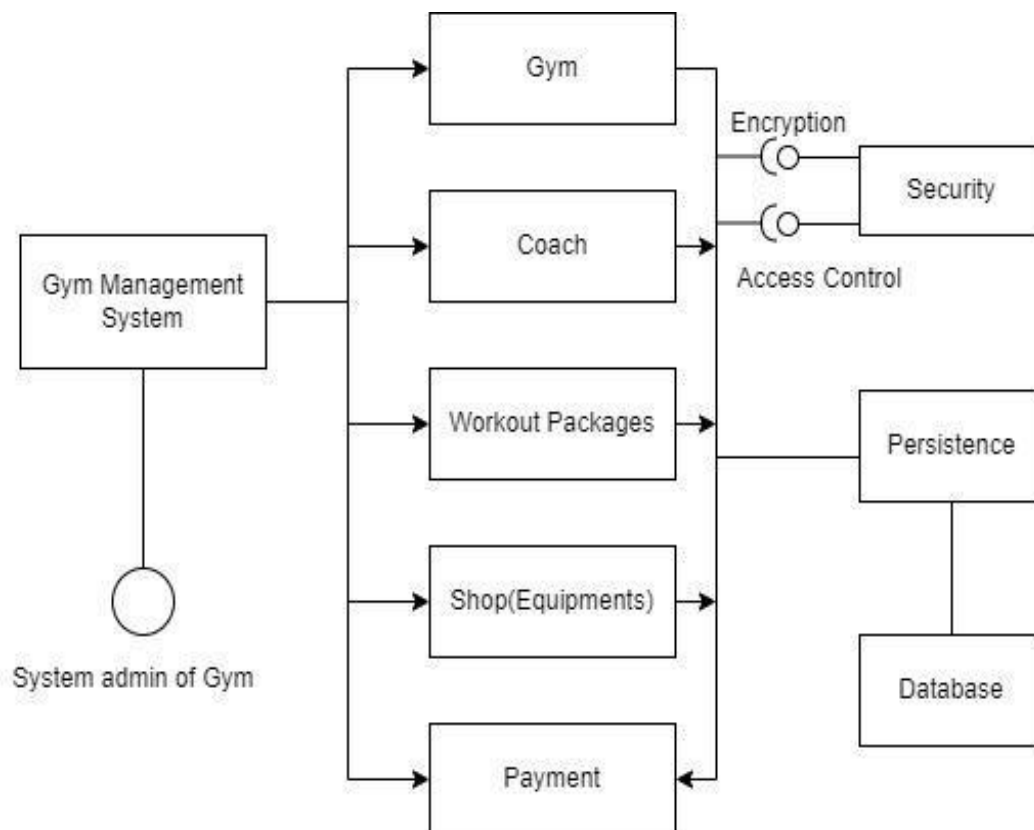 Gym
Encryption
Security
Coach
Access Control
Gym Management
System
Workout Packages
Persistence
Shop(Equipments)
System admin of Gym
Database
Payment